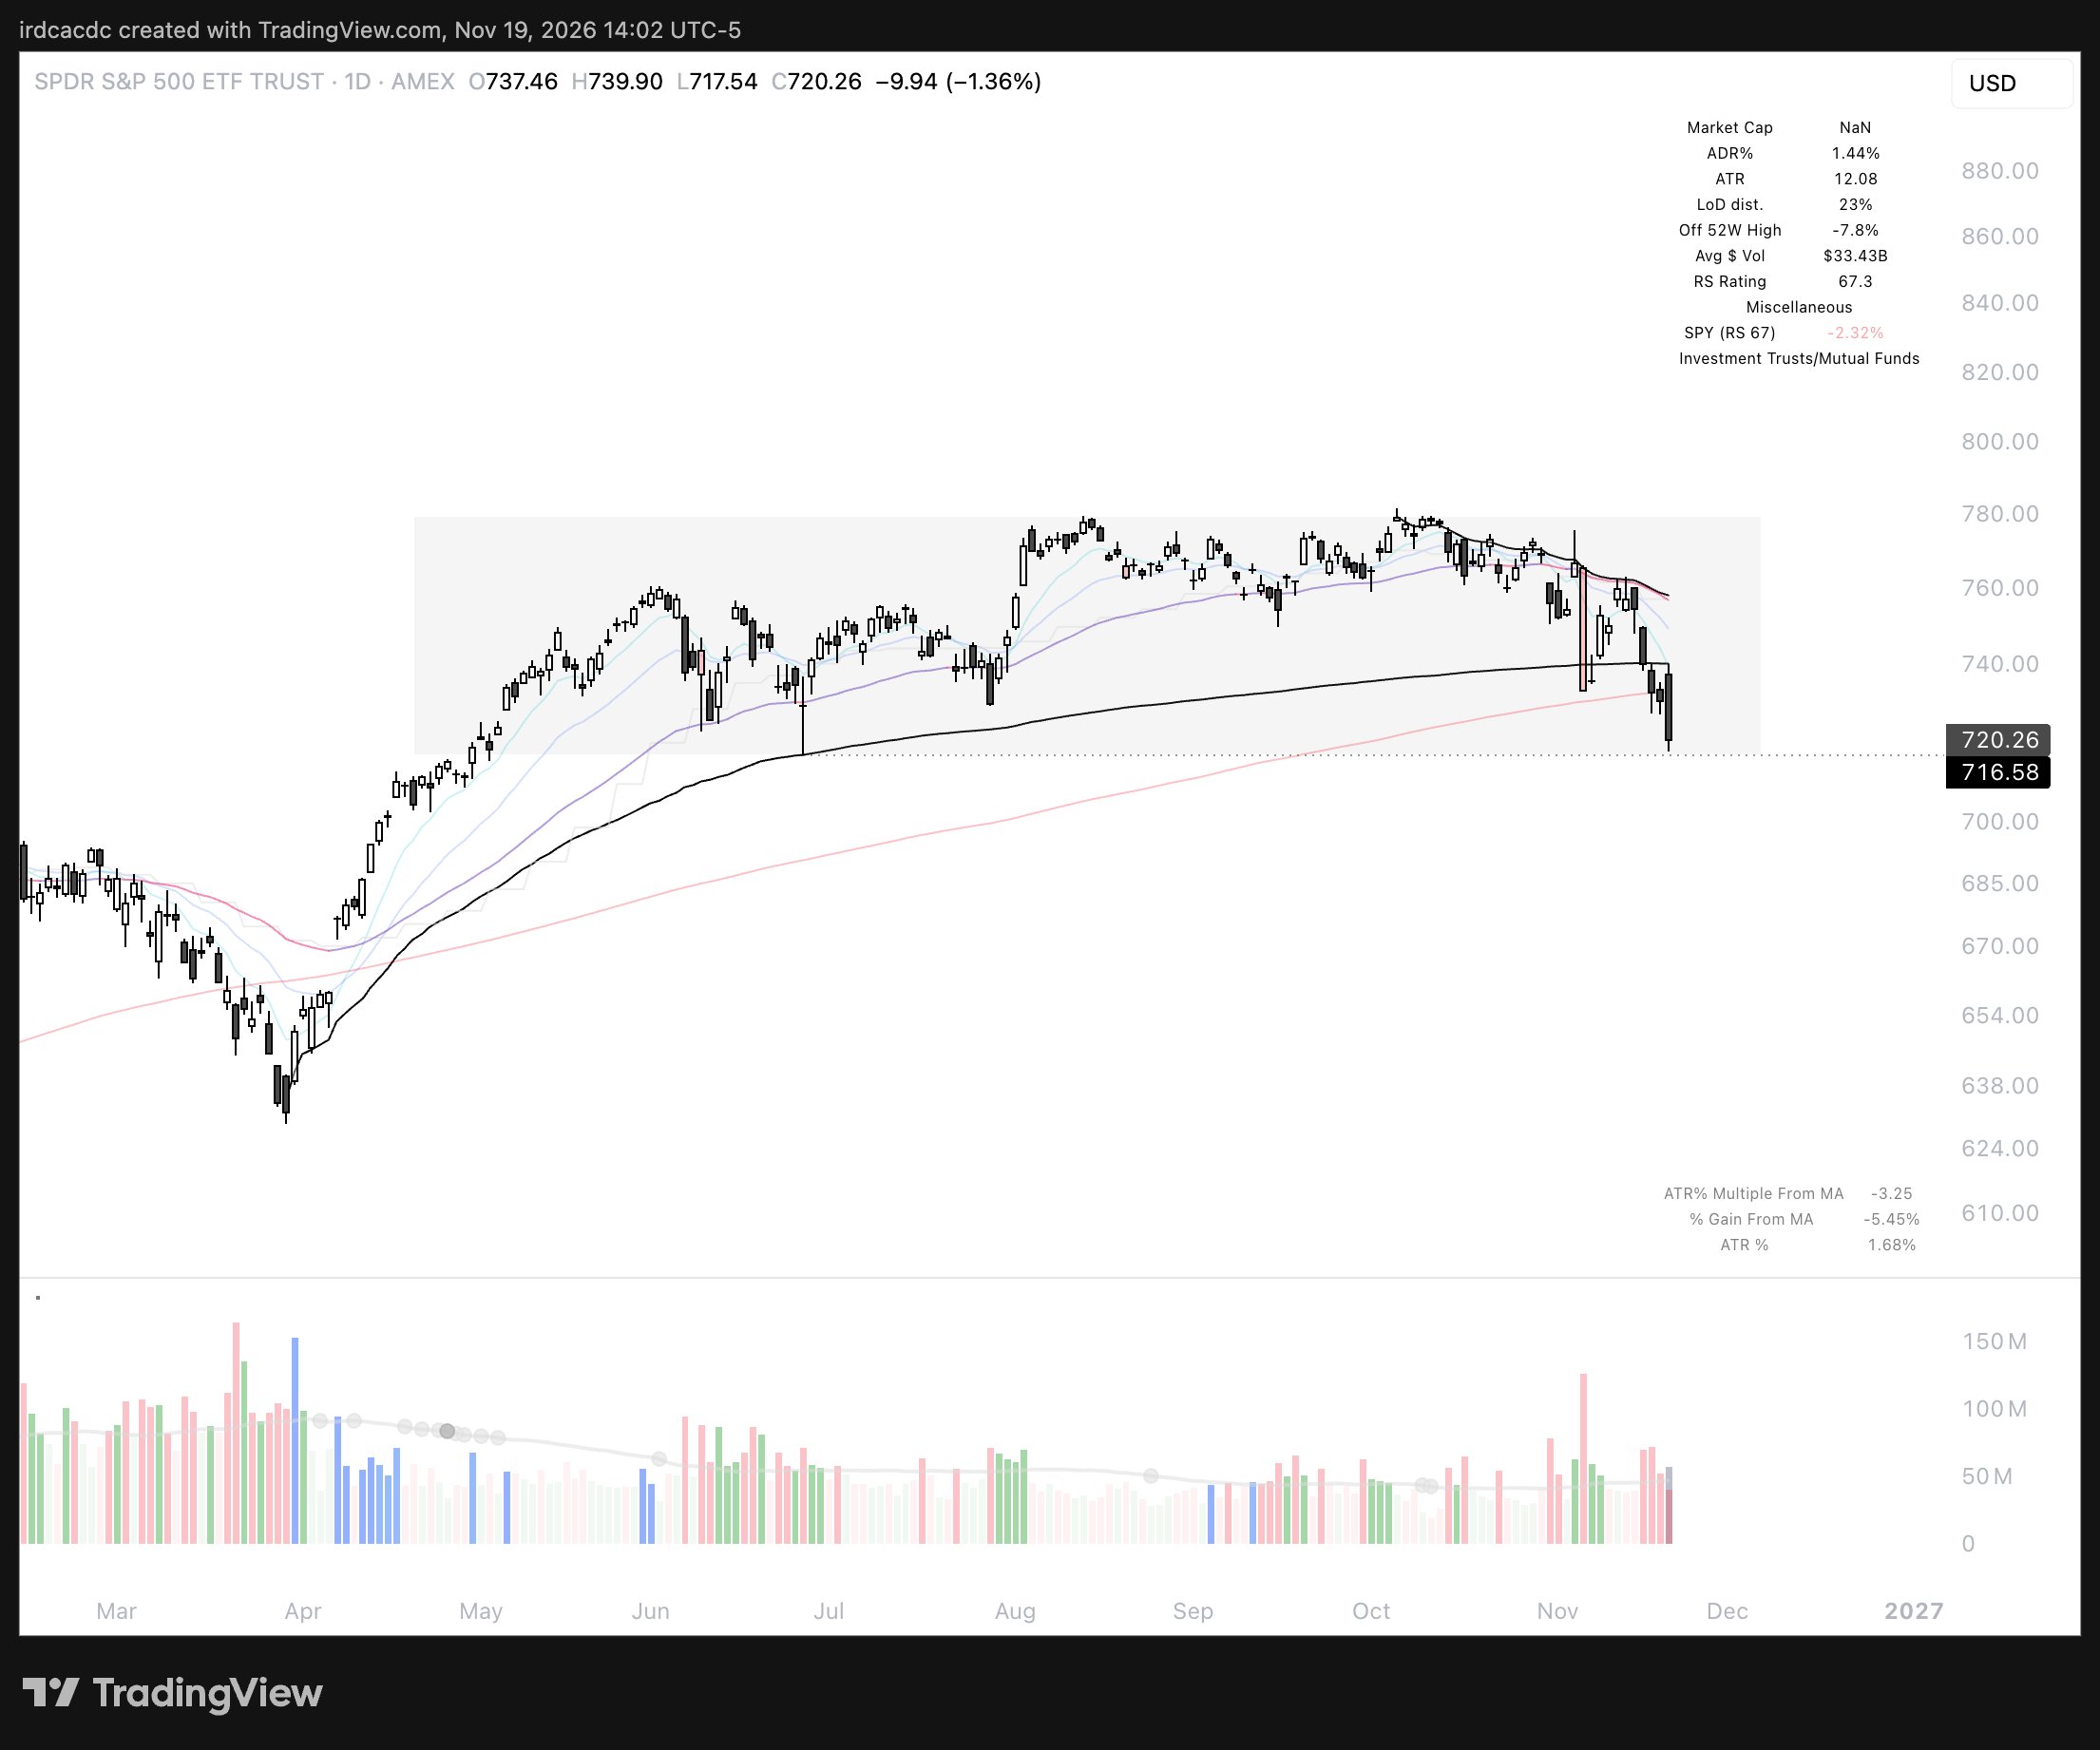 irdcacdc created with TradingView.com, Nov 19, 2026 14:02 UTC-5
SPDR S&P 500 ETF TRUST · 1D · AMEX O737.46 H739.90 L717.54 C720.26 −9.94 (−1.36%)
USD
Market Cap NaN
ADR% 1.44%
ATR 12.08
LoD dist. 23%
Off 52W High -7.8%
Avg $ Vol $33.43B
RS Rating 67.3
Miscellaneous
SPY (RS 67) -2.32%
Investment Trusts/Mutual Funds
880.00
860.00
840.00
820.00
800.00
780.00
760.00
740.00
720.26
716.58
700.00
685.00
670.00
654.00
638.00
624.00
610.00
ATR% Multiple From MA -3.25
% Gain From MA -5.45%
ATR % 1.68%
150 M
100 M
50 M
0
Mar Apr May Jun Jul Aug Sep Oct Nov Dec 2027
TradingView